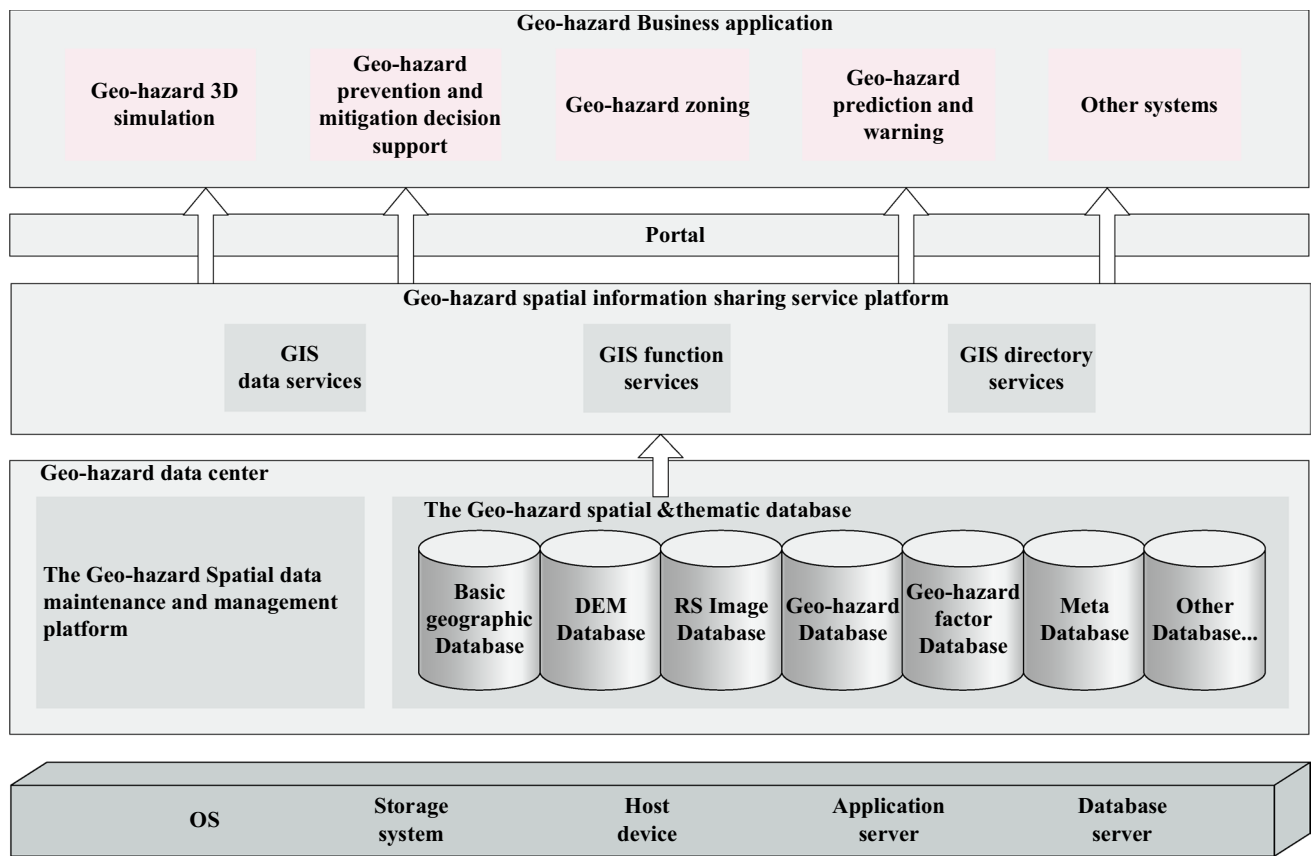 Geo-hazard Business application
Geo-hazard 3D
simulation
Geo-hazard
prevention and
mitigation decision
support
Geo-hazard zoning
Geo-hazard
prediction and
warning
Other systems
Portal
Geo-hazard spatial information sharing service platform
GIS
data services
GIS function
services
GIS directory
services
Geo-hazard data center
The Geo-hazard Spatial data
maintenance and management
platform
The Geo-hazard spatial &thematic database
Basic
geographic
Database
DEM
Database
RS Image
Database
Geo-hazard
Database
Geo-hazard
factor
Database
Meta
Database
Other
Database...
OS
Storage
system
Host
device
Application
server
Database
server